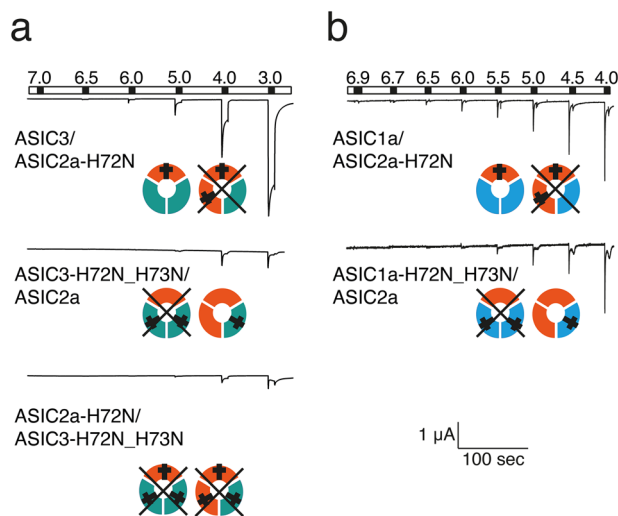 a
b
7.0 6.5 6.0 5.0 4.0 3.0
6.9 6.7 6.5 6.0 5.5 5.0 4.5 4.0
ASIC3/
ASIC2a-H72N
ASIC1a/
ASIC2a-H72N
ASIC3-H72N_H73N/
ASIC2a
ASIC1a-H72N_H73N/
ASIC2a
ASIC2a-H72N/
ASIC3-H72N_H73N
1 µA
100 sec